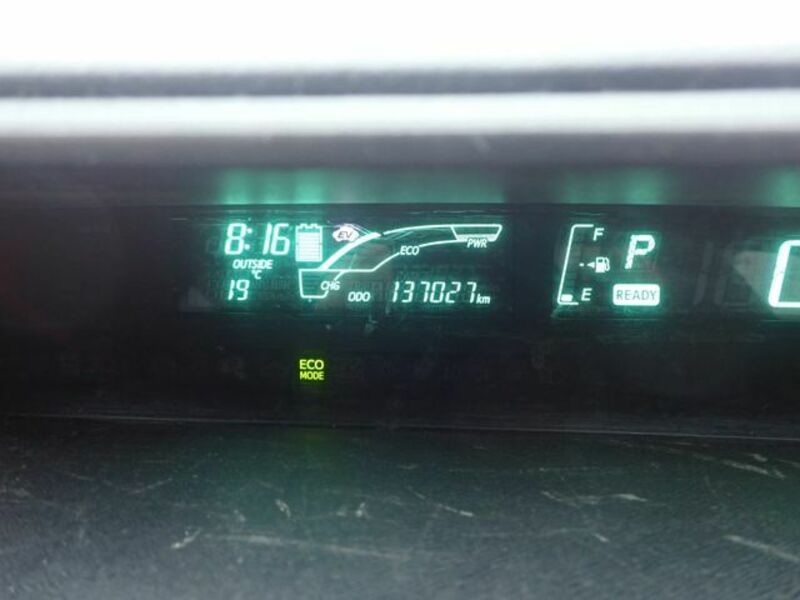 8:16
OUTSIDE
°C
19
EV
ECO
PWR
CHG
ODO 137027 km
F
E
P
READY
ECO
MODE